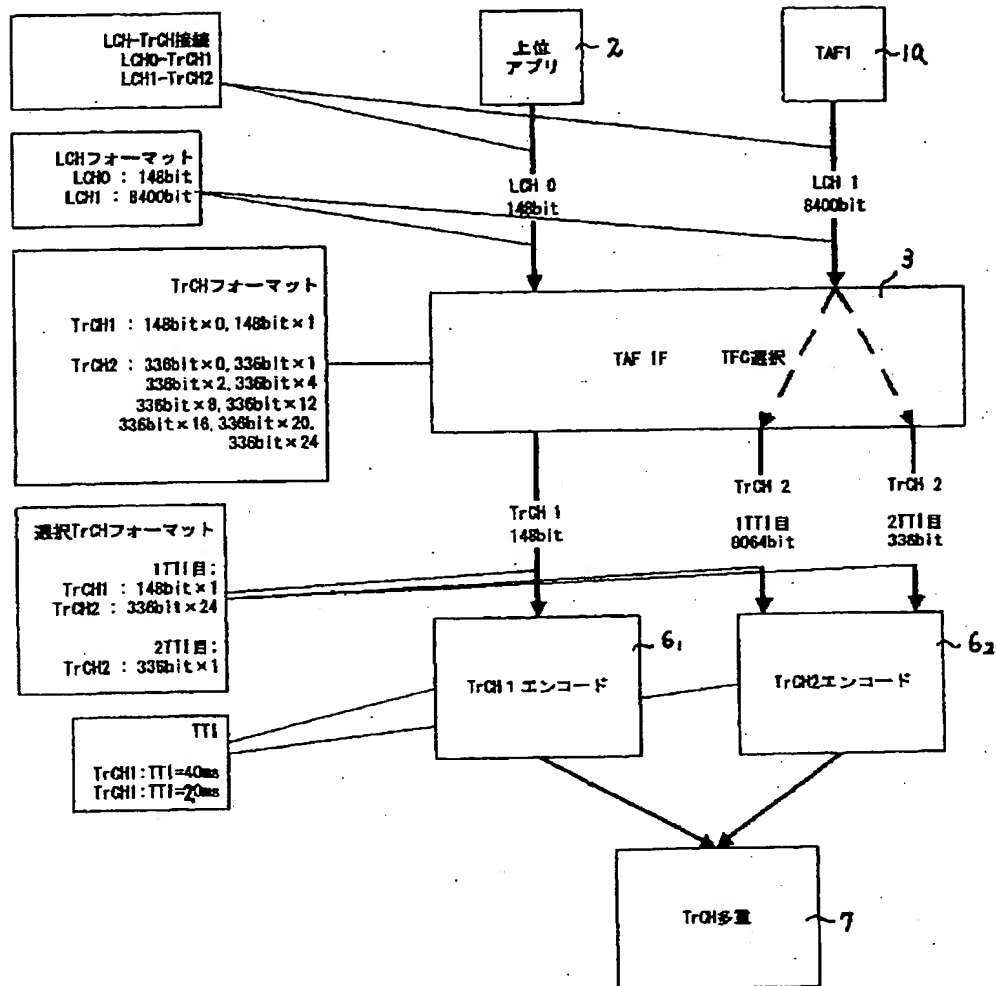 LCH-TrCH接続
LCH0-TrCH1
LCH1-TrCH2
上位
アプリ
2
TAF1
1a
LCHフォーマット
LCH0 : 148bit
LCH1 : 8400bit
LCH 0
148bit
LCH 1
8400bit
TrCHフォーマット
TrCH1 : 148bit×0, 148bit×1
TrCH2 : 336bit×0, 336bit×1
336bit×2, 336bit×4
336bit×8, 336bit×12
336bit×16, 336bit×20,
336bit×24
3
TAF IF
TFC選択
TrCH 1
148bit
TrCH 2
1TTI目
8064bit
TrCH 2
2TTI目
336bit
選択TrCHフォーマット
1TTI目;
TrCH1 : 148bit×1
TrCH2 : 336bit×24
2TTI目;
TrCH2 : 336bit×1
TrCH1エンコード
6₁
TrCH2エンコード
6₂
TTI
TrCH1:TTI=40ms
TrCH1:TTI=20ms
TrCH多重
7